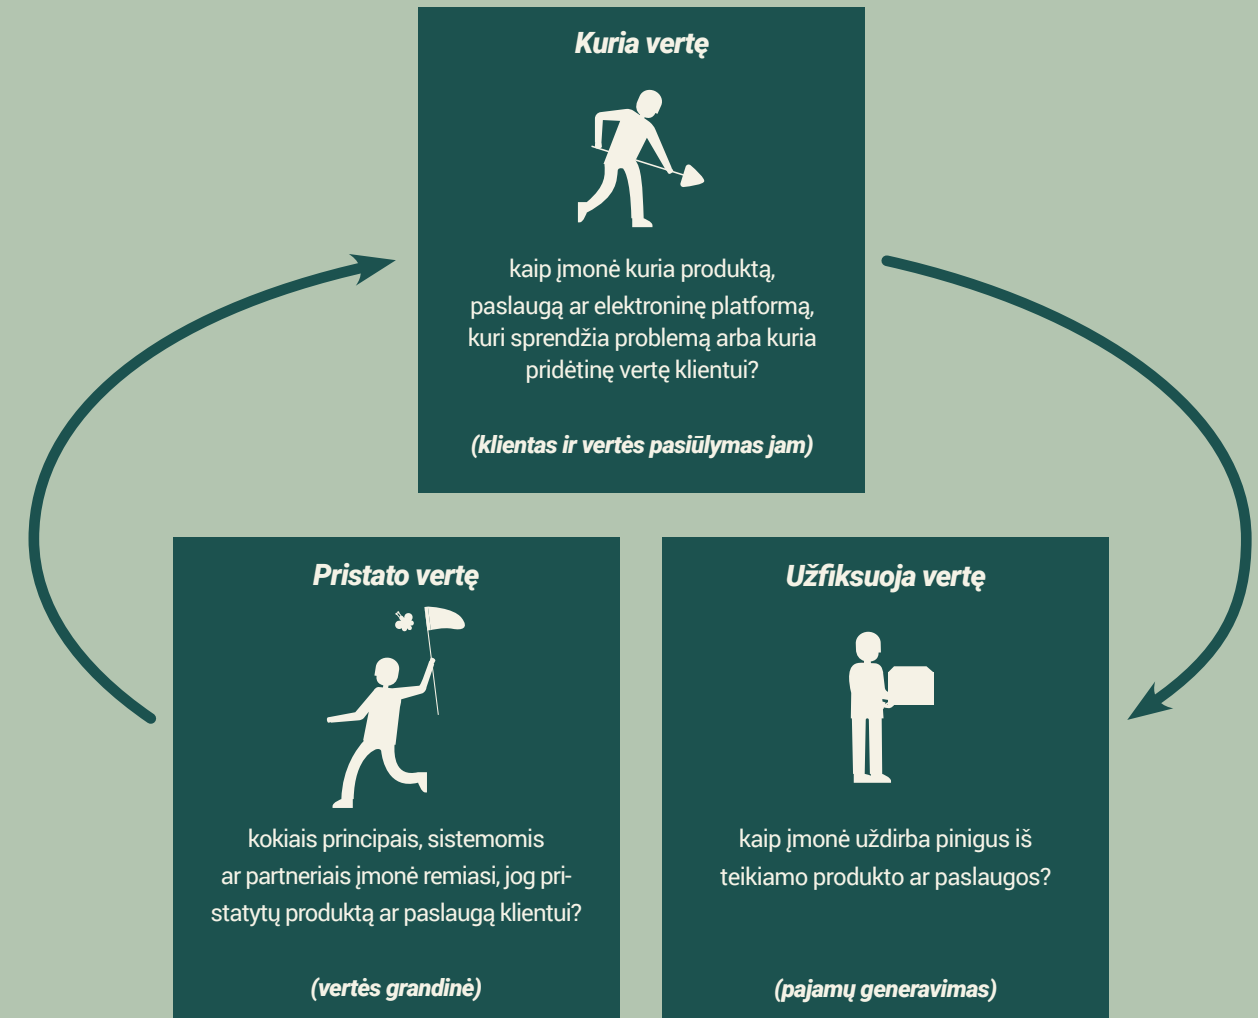 Kuria vertę
kaip įmonė kuria produktą,
paslaugą ar elektroninę platformą,
kuri sprendžia problemą arba kuria
pridėtinę vertę klientui?
(klientas ir vertės pasiūlymas jam)
Pristato vertę
kokiais principais, sistemomis
ar partneriais įmonė remiasi, jog pri-
statytų produktą ar paslaugą klientui?
(vertės grandinė)
Užfiksuoja vertę
kaip įmonė uždirba pinigus iš
teikiamo produkto ar paslaugos?
(pajamų generavimas)